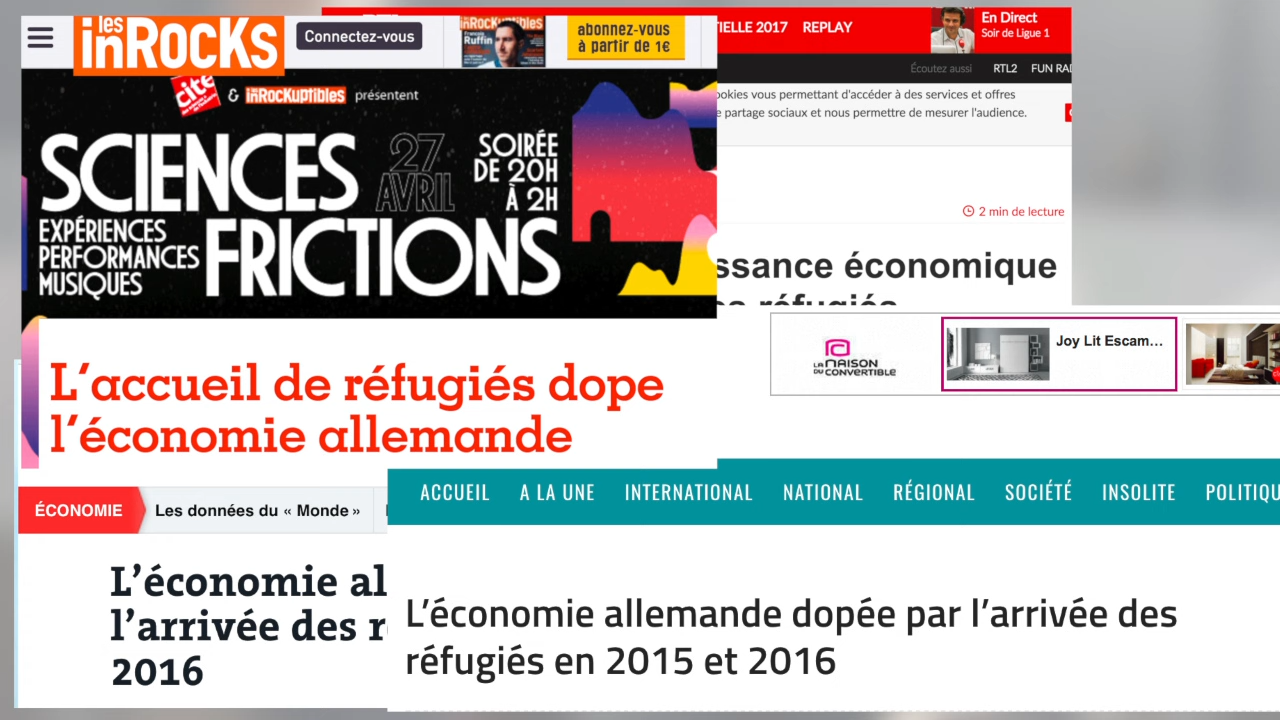 les
inROCKS
Connectez-vous
inROCKuptibles
François
Ruffin
abonnez-vous
à partir de 1€
cité
& inROCKuptibles présentent
SCIENCES
FRICTIONS
27
AVRIL
SOIRÉE
DE 20H
À 2H
EXPÉRIENCES
PERFORMANCES
MUSIQUES
L'accueil de réfugiés dope
l'économie allemande
2017 REPLAY
En Direct
Soir de Ligue 1
Écoutez aussi RTL2 FUN
vous permettant d'accéder à des services et offres
partage sociaux et nous permettre de mesurer l'audience.
2 min de lecture
économique
réfugiés
LA MAISON
DU CONVERTIBLE
Joy Lit Escam...
ÉCONOMIE
Les données du « Monde »
L'économie
l'arrivée des
2016
ACCUEIL A LA UNE INTERNATIONAL NATIONAL RÉGIONAL SOCIÉTÉ INSOLITE POLITIQU
L'économie allemande dopée par l'arrivée des
réfugiés en 2015 et 2016